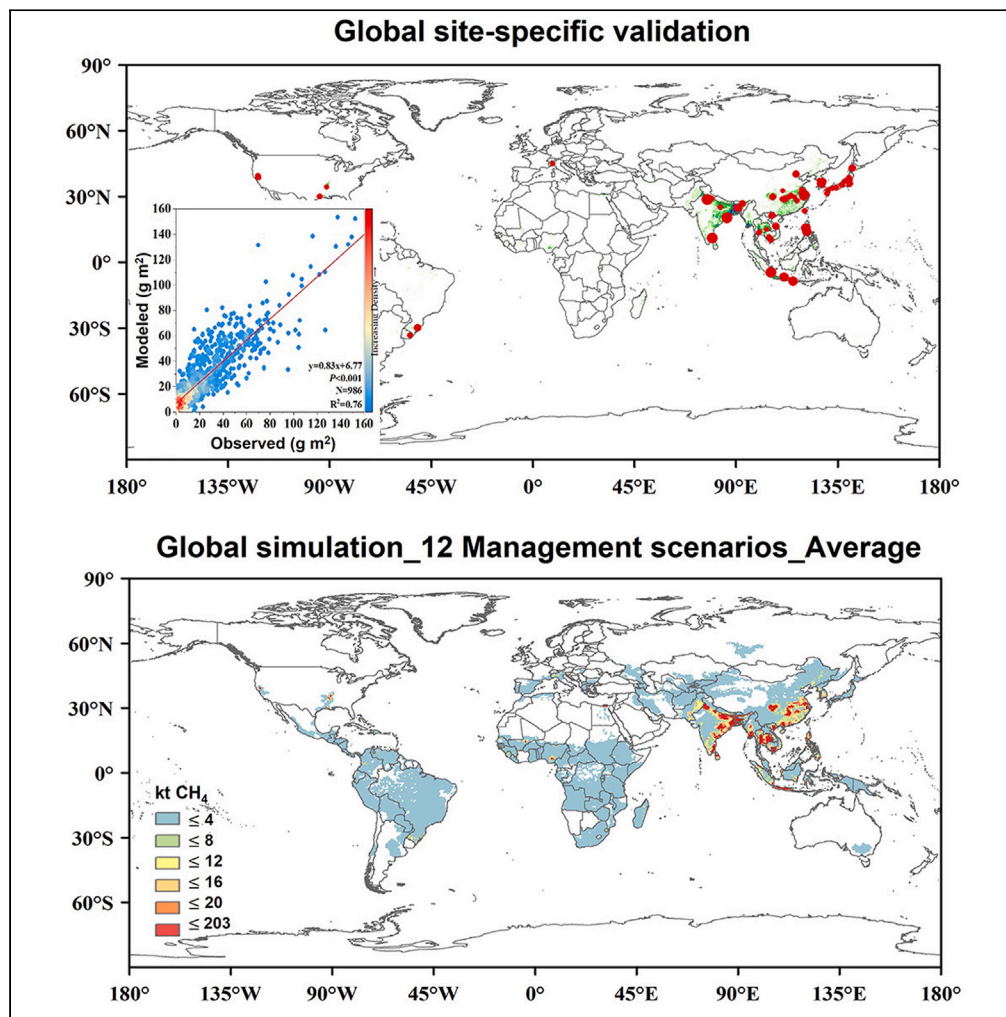 Global site-specific validation
90°
60°N
30°N
0°
30°S
60°S
160
140
120
100
80
60
40
20
0
Modeled (g m²)
0 20 40 60 80 100 120 140 160
Observed (g m²)
Increasing Density →
y=0.83x+6.77
P<0.001
N=986
R²=0.76
180° 135°W 90°W 45°W 0° 45°E 90°E 135°E 180°
Global simulation_12 Management scenarios_Average
90°
60°N
30°N
0°
30°S
60°S
kt CH₄
≤ 4
≤ 8
≤ 12
≤ 16
≤ 20
≤ 203
180° 135°W 90°W 45°W 0° 45°E 90°E 135°E 180°